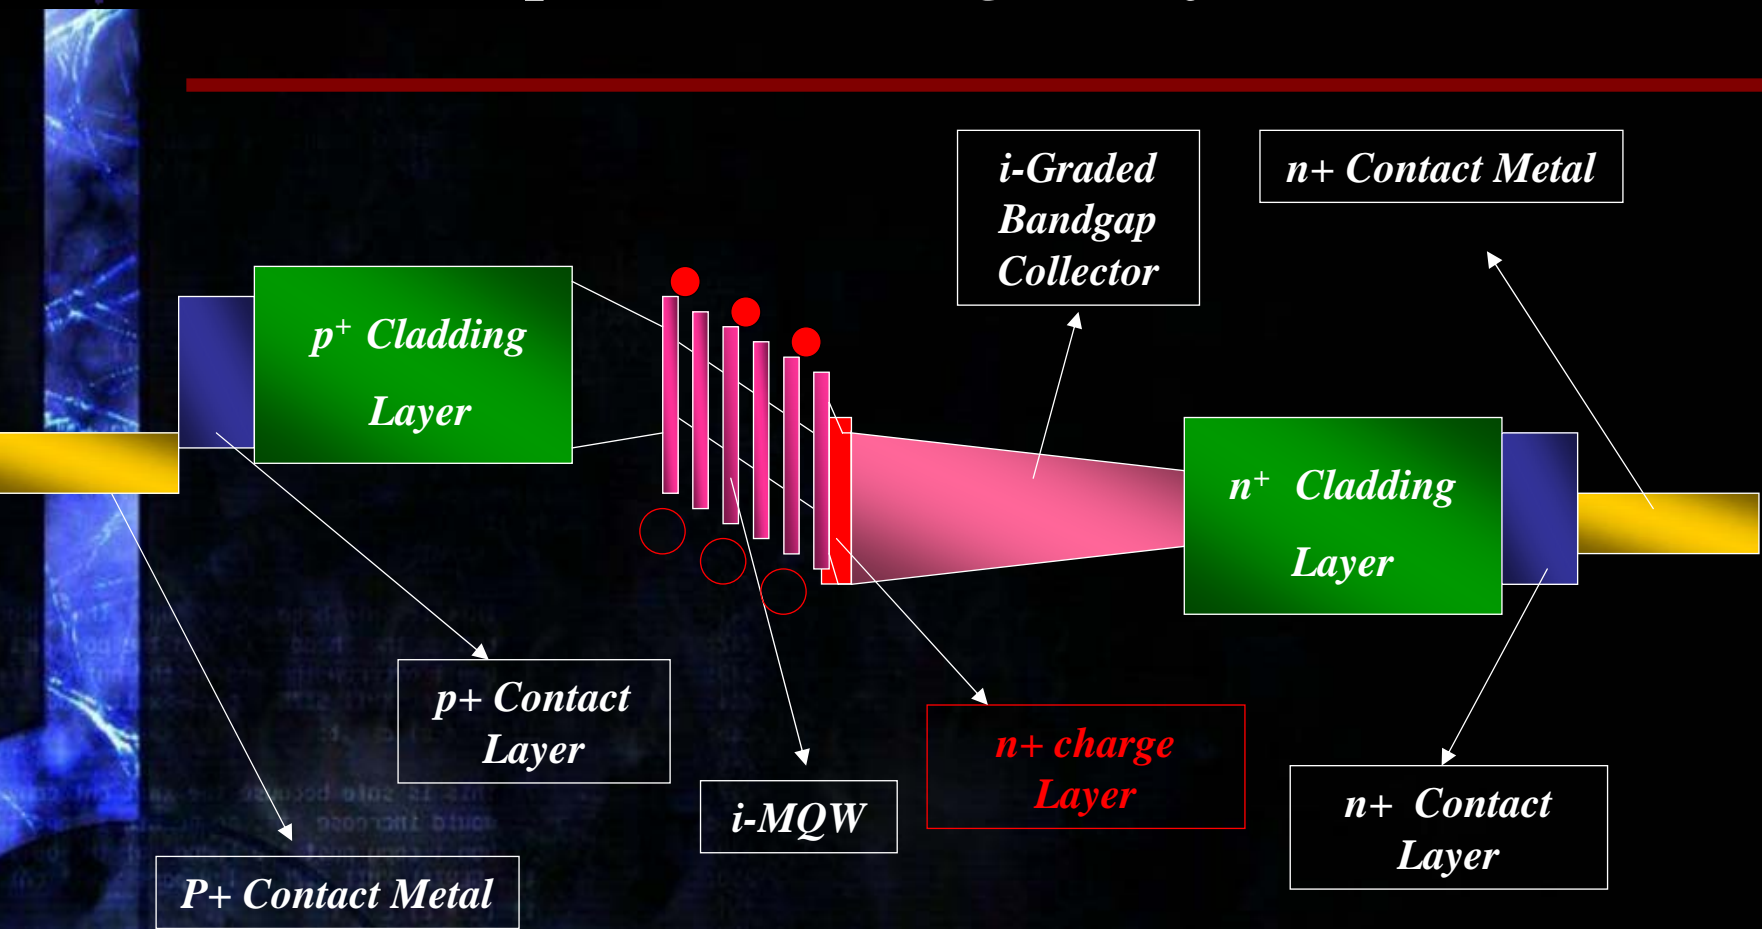 i-Graded
Bandgap
Collector
n+ Contact Metal
p+ Cladding
Layer
n+ Cladding
Layer
p+ Contact
Layer
n+ charge
Layer
i-MQW
n+ Contact
Layer
P+ Contact Metal